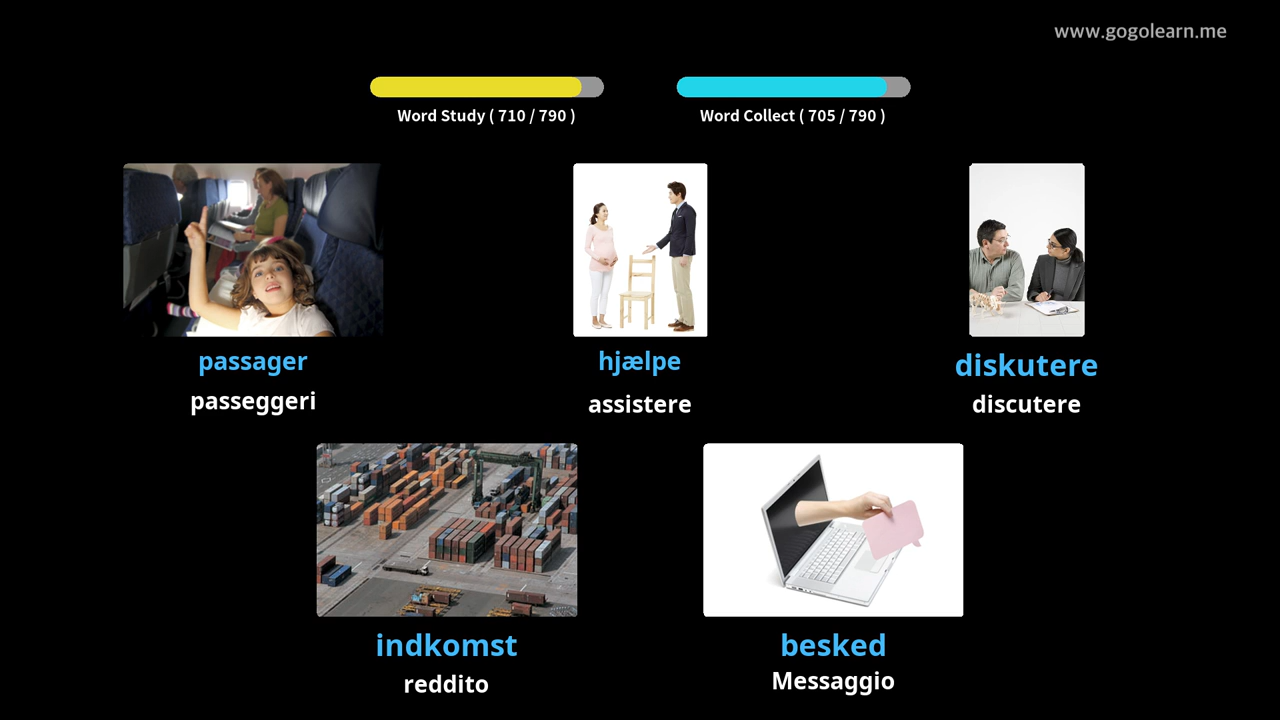 www.gogolearn.me
Word Study ( 710 / 790 )
Word Collect ( 705 / 790 )
passager
passeggeri
hjælpe
assistere
diskutere
discutere
indkomst
reddito
besked
Messaggio